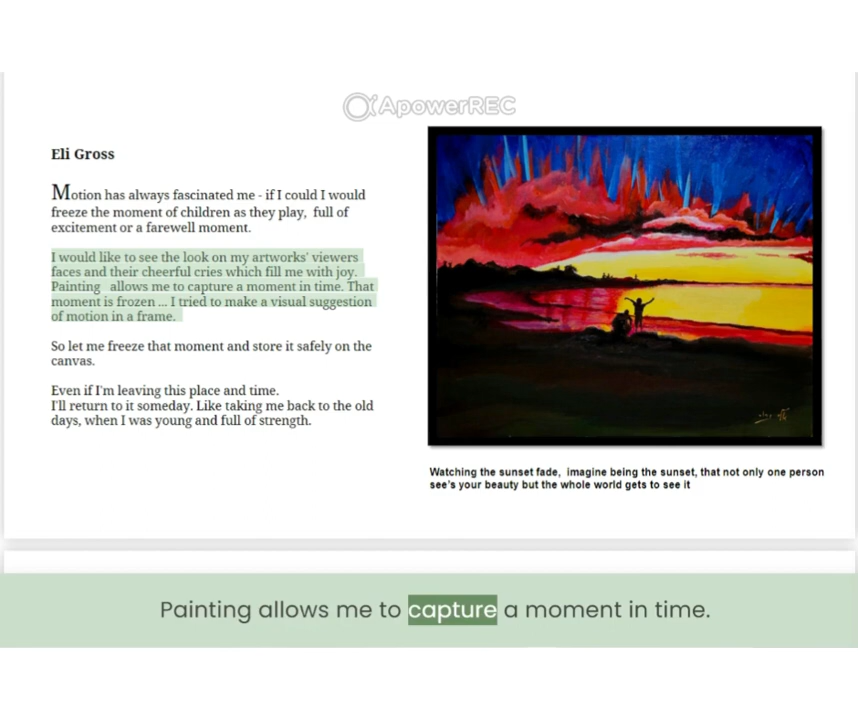 ApowerREC
Eli Gross
Motion has always fascinated me - if I could I would
freeze the moment of children as they play, full of
excitement or a farewell moment.
I would like to see the look on my artworks' viewers
faces and their cheerful cries which fill me with joy.
Painting allows me to capture a moment in time. That
moment is frozen ... I tried to make a visual suggestion
of motion in a frame.
So let me freeze that moment and store it safely on the
canvas.
Even if I'm leaving this place and time.
I'll return to it someday. Like taking me back to the old
days, when I was young and full of strength.
Watching the sunset fade, imagine being the sunset, that not only one person
see's your beauty but the whole world gets to see it
Painting allows me to capture a moment in time.